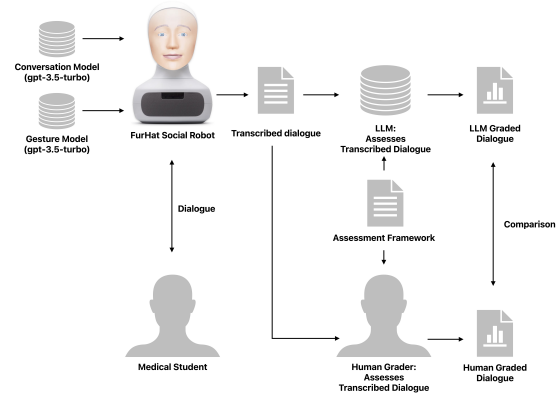 Conversation Model
(gpt-3.5-turbo)
Gesture Model
(gpt-3.5-turbo)
FurHat Social Robot
Transcribed dialogue
LLM:
Assesses
Transcribed Dialogue
LLM Graded
Dialogue
Dialogue
Assessment Framework
Comparison
Medical Student
Human Grader:
Assesses
Transcribed Dialogue
Human Graded
Dialogue